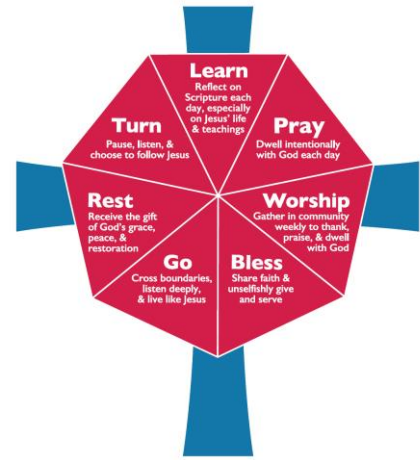 Learn
Reflect on
Scripture each
day, especially
on Jesus' life
& teachings
Turn
Pause, listen, &
choose to follow Jesus
Pray
Dwell intentionally
with God each day
Rest
Receive the gift
of God's grace,
peace, &
restoration
Worship
Gather in community
weekly to thank,
praise, & dwell
with God
Go
Cross boundaries,
listen deeply,
& live like Jesus
Bless
Share faith &
unselfishly give
and serve